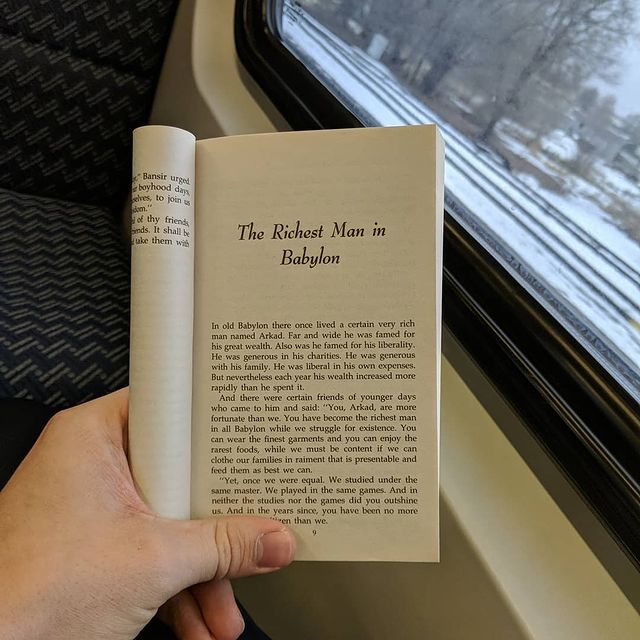 " Bansir urged.
boyhood days,
selves, to join us
of thy friends,
It shall be
take them with
The Richest Man in
Babylon
In old Babylon there once lived a certain very rich
man named Arkad. Far and wide he was famed for
his great wealth. Also was he famed for his liberality.
He was generous in his charities. He was generous
with his family. He was liberal in his own expenses.
But nevertheless each year his wealth increased more
rapidly than he spent it.
And there were certain friends of younger days
who came to him and said: "You, Arkad, are more
fortunate than we. You have become the richest man
in all Babylon while we struggle for existence. You
can wear the finest garments and you can enjoy the
rarest foods, while we must be content if we can
clothe our families in raiment that is presentable and
feed them as best we can.
"Yet, once we were equal. We studied under the
same master. We played in the same games. And in
neither the studies nor the games did you outshine
us. And in the years since, you have been no more
than we.
9